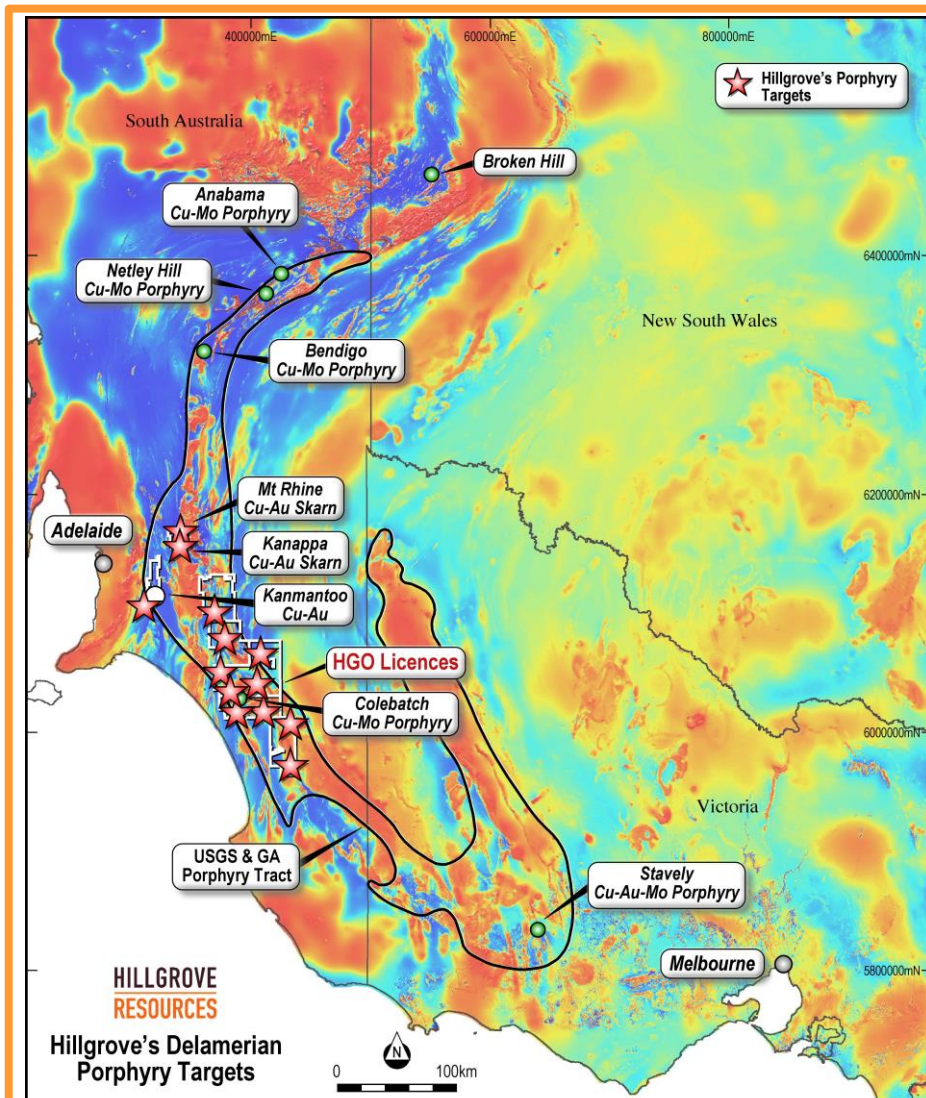 400000mE
600000mE
800000mE
Hillgrove's Porphyry
Targets
South Australia
Broken Hill
Anabama
Cu-Mo Porphyry
6400000mN
Netley Hill
Cu-Mo Porphyry
New South Wales
Bendigo
Cu-Mo Porphyry
Mt Rhine
Cu-Au Skarn
6200000mN
Adelaide
Kanappa
Cu-Au Skarn
Kanmantoo
Cu-Au
HGO Licences
Colebatch
Cu-Mo Porphyry
6000000mN
Victoria
USGS & GA
Porphyry Tract
Stavely
Cu-Au-Mo Porphyry
Melbourne
5800000mN
HILLGROVE
RESOURCES
Hillgrove's Delamerian
Porphyry Targets
N
0
100km